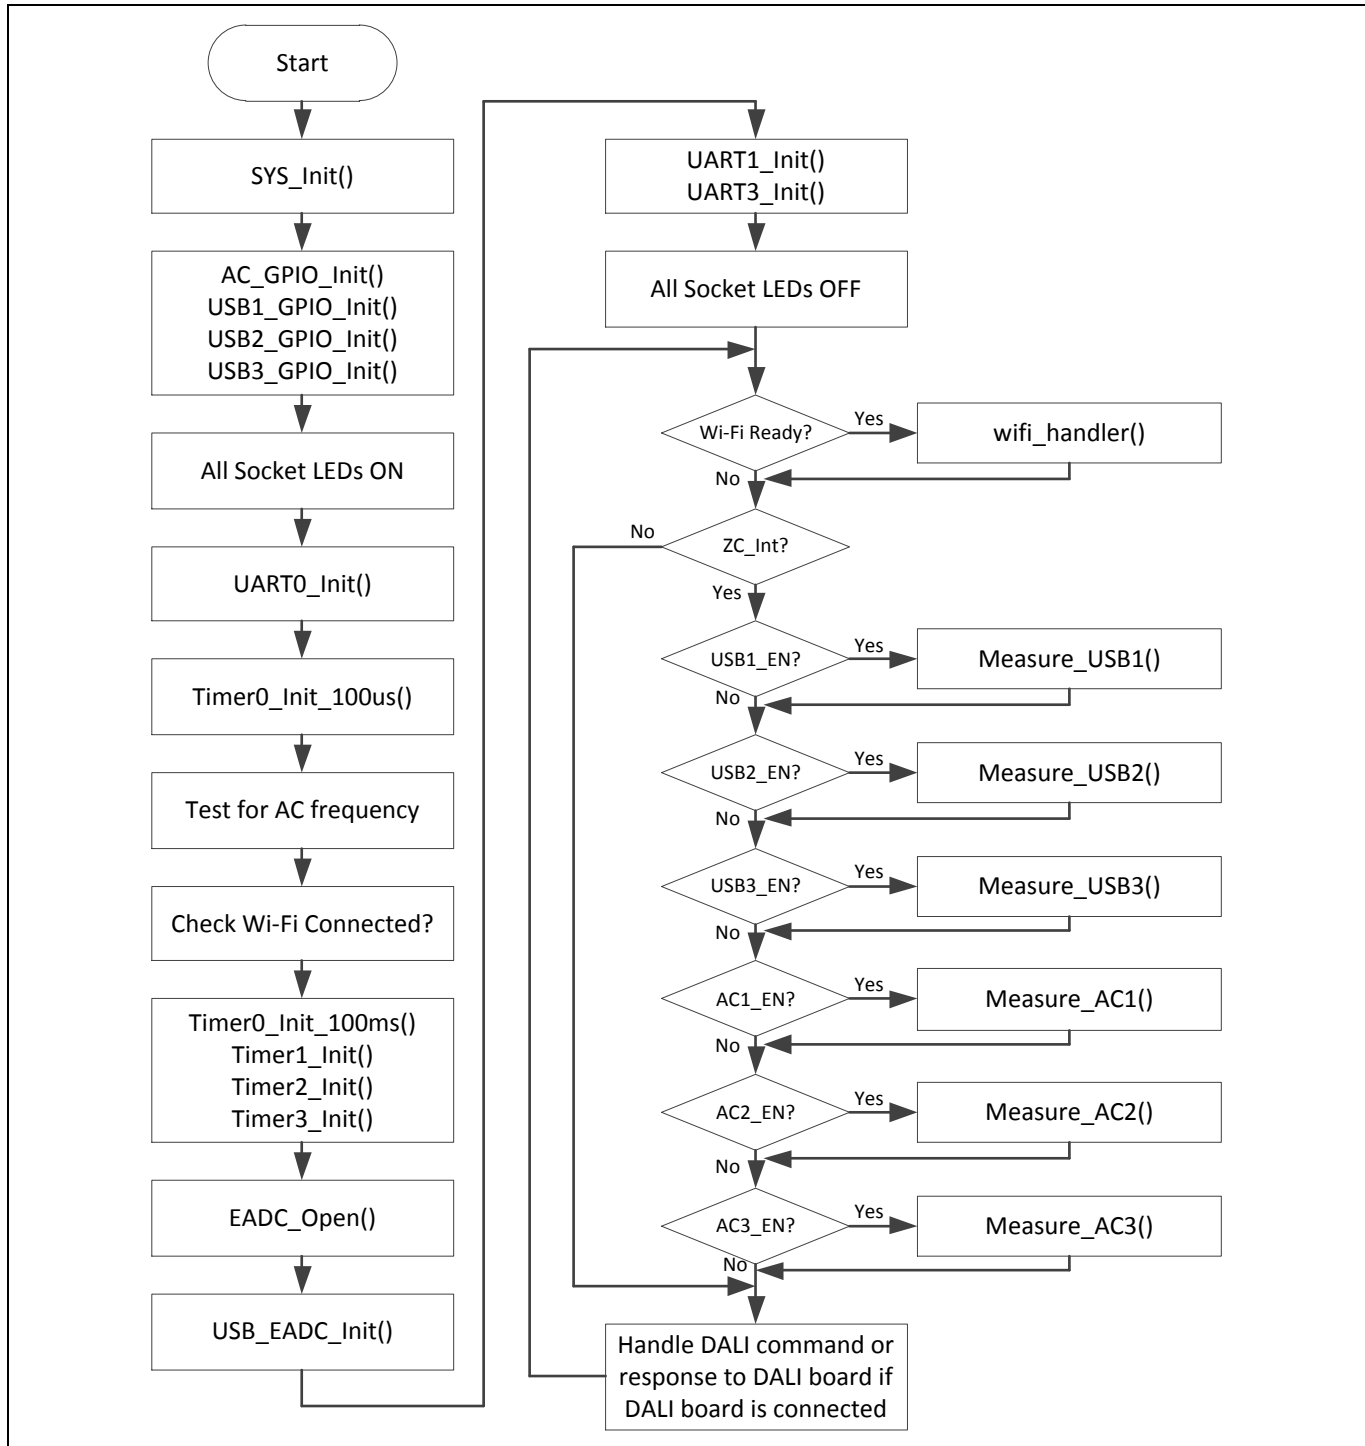 Start
SYS_Init()
AC_GPIO_Init()
USB1_GPIO_Init()
USB2_GPIO_Init()
USB3_GPIO_Init()
All Socket LEDs ON
UART0_Init()
Timer0_Init_100us()
Test for AC frequency
Check Wi-Fi Connected?
Timer0_Init_100ms()
Timer1_Init()
Timer2_Init()
Timer3_Init()
EADC_Open()
USB_EADC_Init()
UART1_Init()
UART3_Init()
All Socket LEDs OFF
Wi-Fi Ready?
Yes
wifi_handler()
No
ZC_Int?
No
Yes
USB1_EN?
Yes
Measure_USB1()
No
USB2_EN?
Yes
Measure_USB2()
No
USB3_EN?
Yes
Measure_USB3()
No
AC1_EN?
Yes
Measure_AC1()
No
AC2_EN?
Yes
Measure_AC2()
No
AC3_EN?
Yes
Measure_AC3()
No
Handle DALI command or
response to DALI board if
DALI board is connected